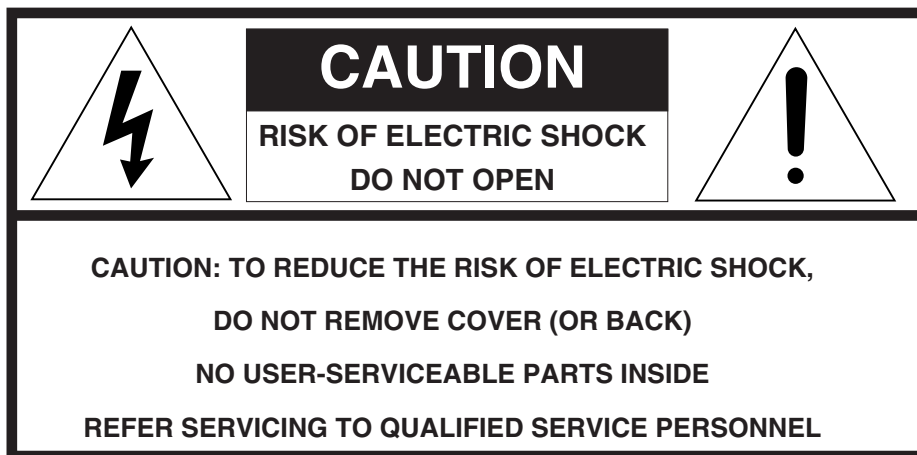 CAUTION
RISK OF ELECTRIC SHOCK
DO NOT OPEN
CAUTION: TO REDUCE THE RISK OF ELECTRIC SHOCK,
DO NOT REMOVE COVER (OR BACK)
NO USER-SERVICEABLE PARTS INSIDE
REFER SERVICING TO QUALIFIED SERVICE PERSONNEL